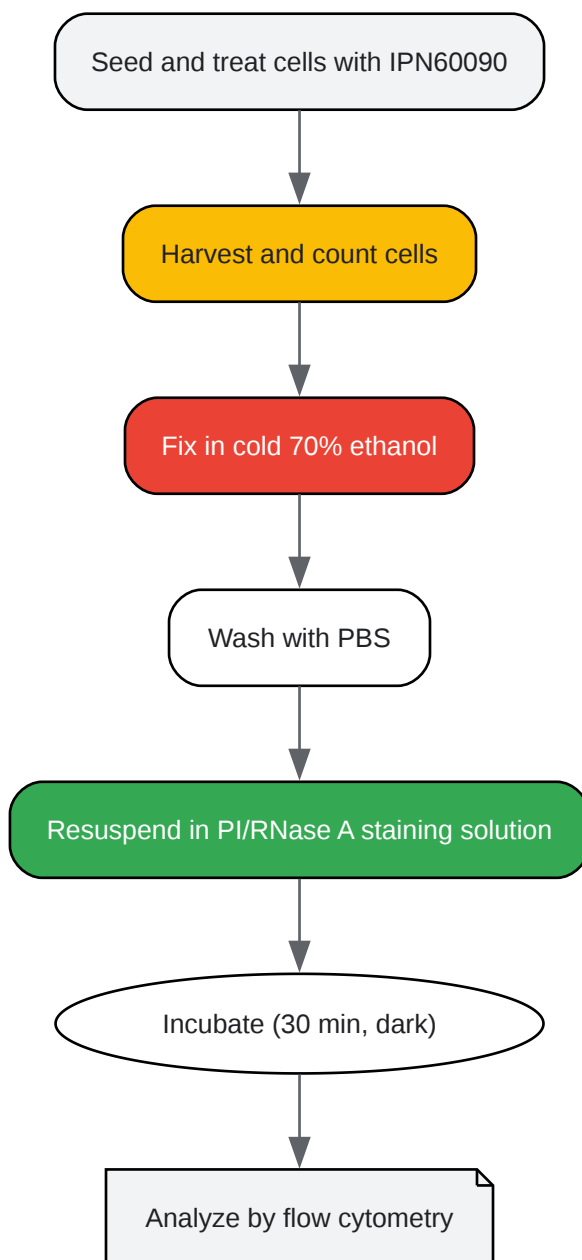 Seed and treat cells with IPN60090
Harvest and count cells
Fix in cold 70% ethanol
Wash with PBS
Resuspend in PI/RNase A staining solution
Incubate (30 min, dark)
Analyze by flow cytometry